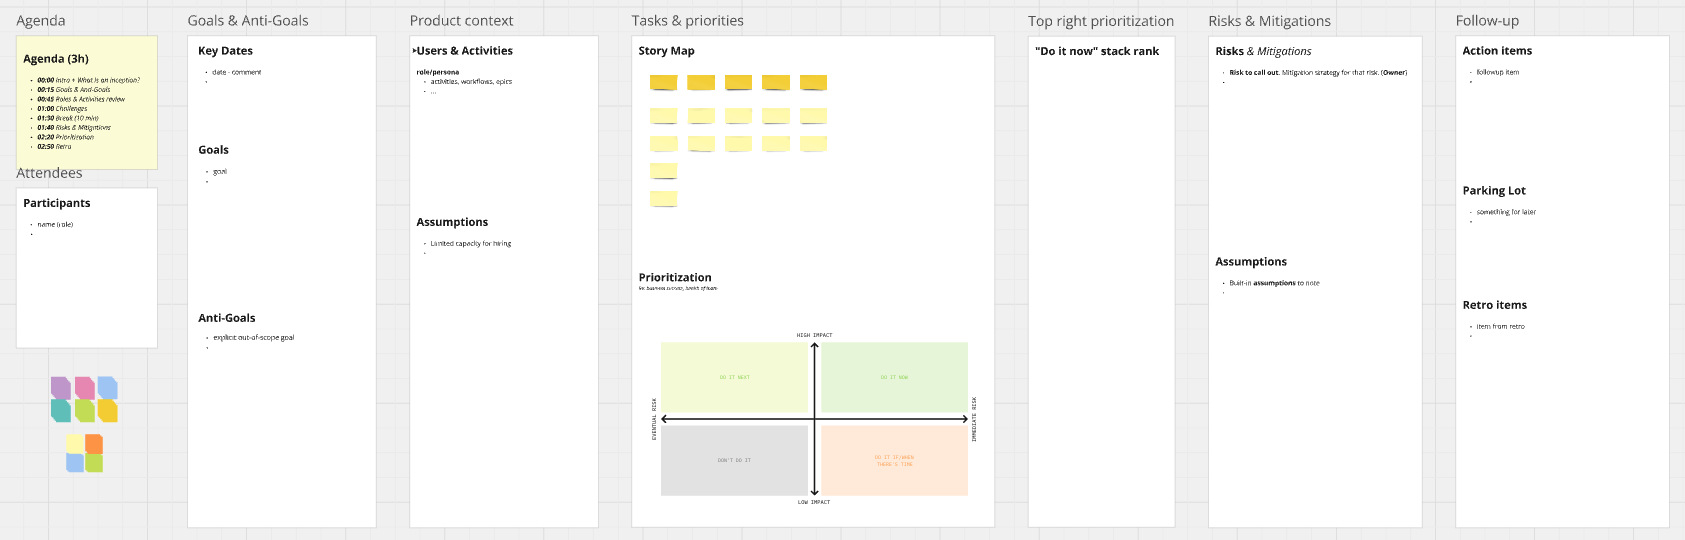 Agenda
Agenda (3h)
00:00 Intro + What is an Inception?
00:15 Goals & Anti-Goals
00:45 Roles & Activities review
01:00 Challenges
01:30 Break (10 min)
01:40 Risks & Mitigations
02:20 Prioritization
02:50 Retro
Attendees
Participants
name (role)
Goals & Anti-Goals
Key Dates
date - comment
Goals
goal
Anti-Goals
explicit out-of-scope goal
Product context
Users & Activities
role/persona
activities, workflows, epics
...
Assumptions
Limited capacity for hiring
Tasks & priorities
Story Map
Prioritization
HIGH IMPACT
DO IT NEXT
DO IT NOW
EVENTUAL RISK
IMMEDIATE RISK
DON'T DO IT
DO IT IF/WHEN
THERE'S TIME
LOW IMPACT
Top right prioritization
"Do it now" stack rank
Risks & Mitigations
Risks & Mitigations
Risk to call out. Mitigation strategy for that risk. (Owner)
Assumptions
Built-in assumptions to note
Follow-up
Action items
followup item
Parking Lot
something for later
Retro items
item from retro